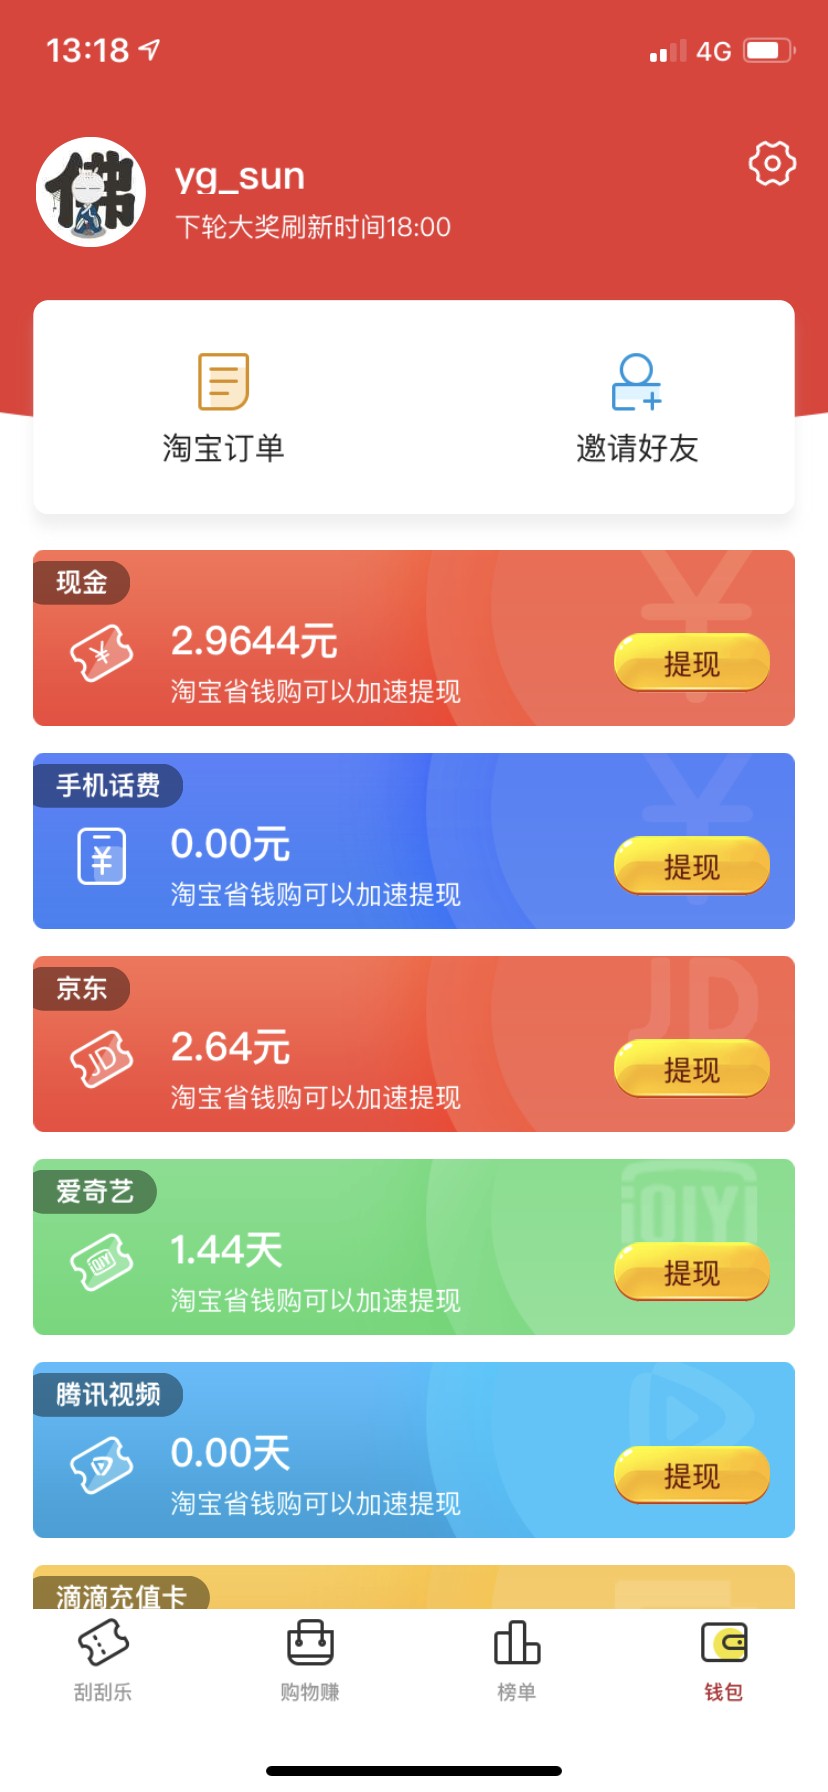 13:18
4G
佛
yg_sun
下轮大奖刷新时间18:00
淘宝订单
邀请好友
现金
2.9644元
淘宝省钱购可以加速提现
提现
手机话费
0.00元
淘宝省钱购可以加速提现
提现
京东
JD
JD
2.64元
淘宝省钱购可以加速提现
提现
爱奇艺
iQIYI
QIYI
1.44天
淘宝省钱购可以加速提现
提现
腾讯视频
0.00天
淘宝省钱购可以加速提现
提现
滴滴充值卡
刮刮乐
购物赚
榜单
钱包